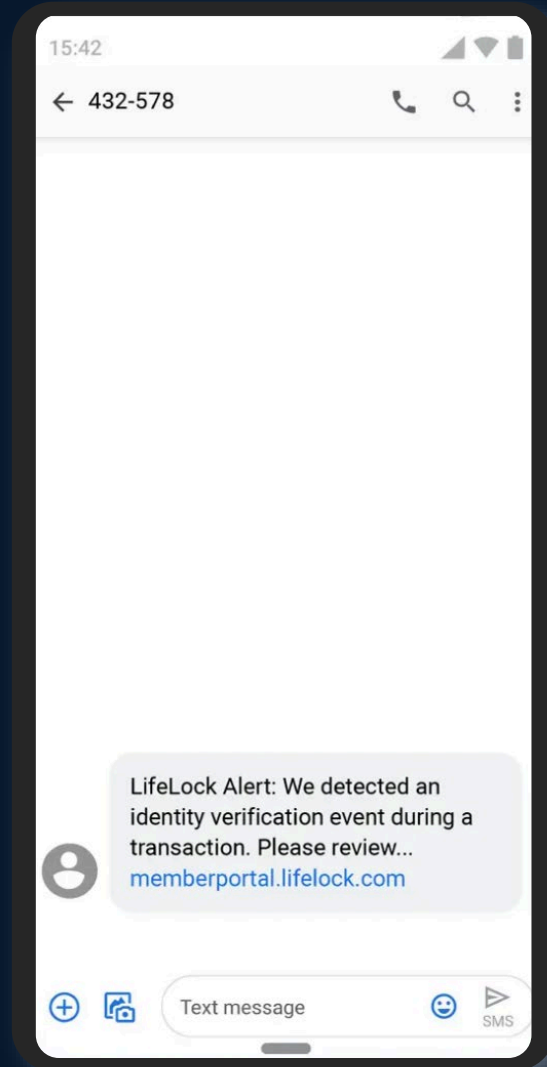 15:42
432-578
LifeLock Alert: We detected an
identity verification event during a
transaction. Please review...
memberportal.lifelock.com
Text message
SMS